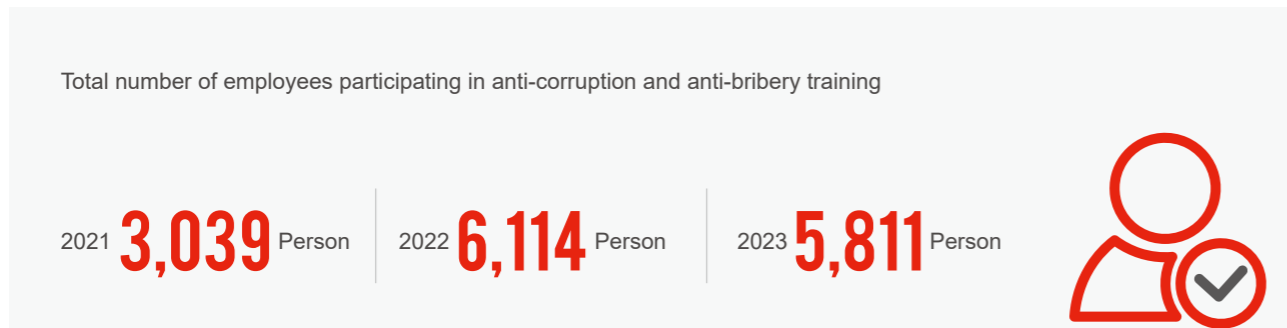 Total number of employees participating in anti-corruption and anti-bribery training
2021 3,039 Person 2022 6,114 Person 2023 5,811 Person